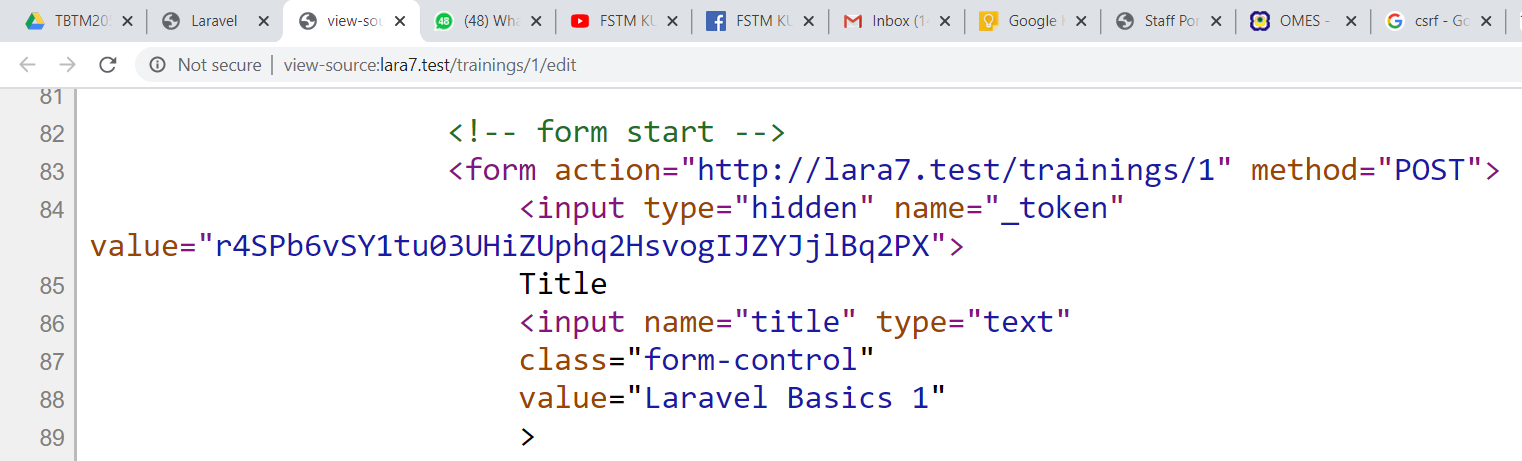 TBTM20
Laravel
view-sou
(48) Wha
FSTM KU
FSTM KU
Inbox (1
Google
Staff Por
OMES -
csrf - Go
Not secure | view-source:lara7.test/trainings/1/edit
81
82 <!-- form start -->
83 <form action="http://lara7.test/trainings/1" method="POST">
84 <input type="hidden" name="_token"
value="r4SPb6vSY1tu03UHiZUphq2HsvogIJZYJjlBq2PX">
85 Title
86 <input name="title" type="text"
87 class="form-control"
88 value="Laravel Basics 1"
89 >